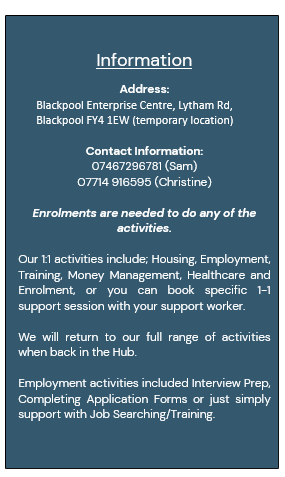 Information
Address:
Blackpool Enterprise Centre, Lytham Rd,
Blackpool FY4 1EW (temporary location)
Contact Information:
07467296781 (Sam)
07714 916595 (Christine)
Enrolments are needed to do any of the
activities.
Our 1:1 activities include; Housing, Employment,
Training, Money Management, Healthcare and
Enrolment, or you can book specific 1-1
support session with your support worker.
We will return to our full range of activities
when back in the Hub.
Employment activities included Interview Prep,
Completing Application Forms or just simply
support with Job Searching/Training.